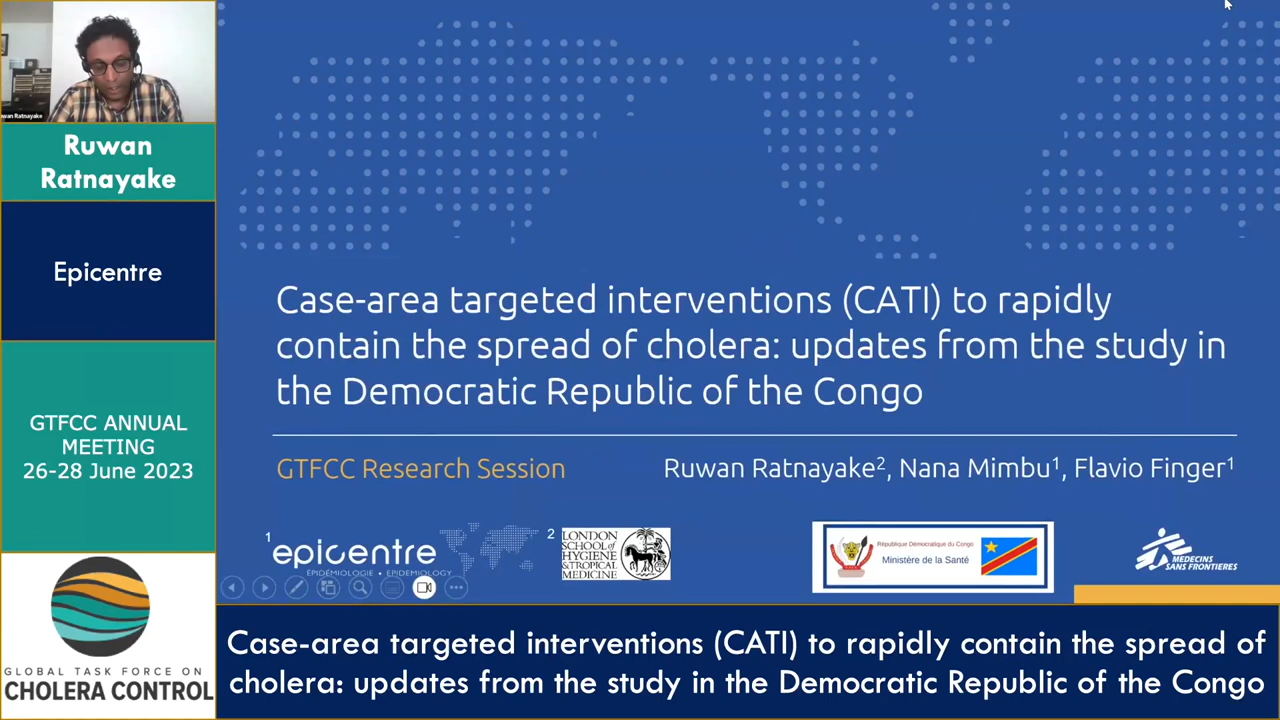 wan Ratnayake
Ruwan
Ratnayake
Epicentre
GTFCC ANNUAL
MEETING
26-28 June 2023
GLOBAL TASK FORCE ON
CHOLERA CONTROL
Case-area targeted interventions (CATI) to rapidly
contain the spread of cholera: updates from the study in
the Democratic Republic of the Congo
GTFCC Research Session
Ruwan Ratnayake², Nana Mimbu¹, Flavio Finger¹
1 epicentre
ÉPIDÉMIOLOGIE • EPIDEMIOLOGY
2 LONDON
SCHOOL of
HYGIENE
&TROPICAL
MEDICINE
République Démocratique du Congo
Ministère de la Santé
MEDECINS
SANS FRONTIERES
Case-area targeted interventions (CATI) to rapidly contain the spread of
cholera: updates from the study in the Democratic Republic of the Congo